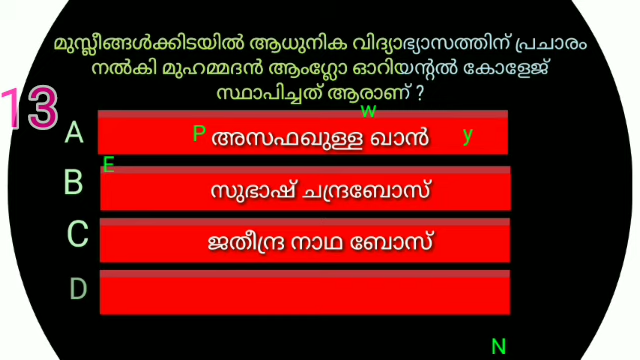 മുസ്ലീങ്ങൾക്കിടയിൽ ആധുനിക വിദ്യാഭ്യാസത്തിന് പ്രചാരം
നൽകി മുഹമ്മദൻ ആംഗ്ലോ ഓറിയന്റൽ കോളേജ്
സ്ഥാപിച്ചത് ആരാണ് ?
13
w
A P അസഫഖുള്ള ഖാൻ y
E
B സുഭാഷ് ചന്ദ്രബോസ്
C ജതീന്ദ്ര നാഥ ബോസ്
D
N